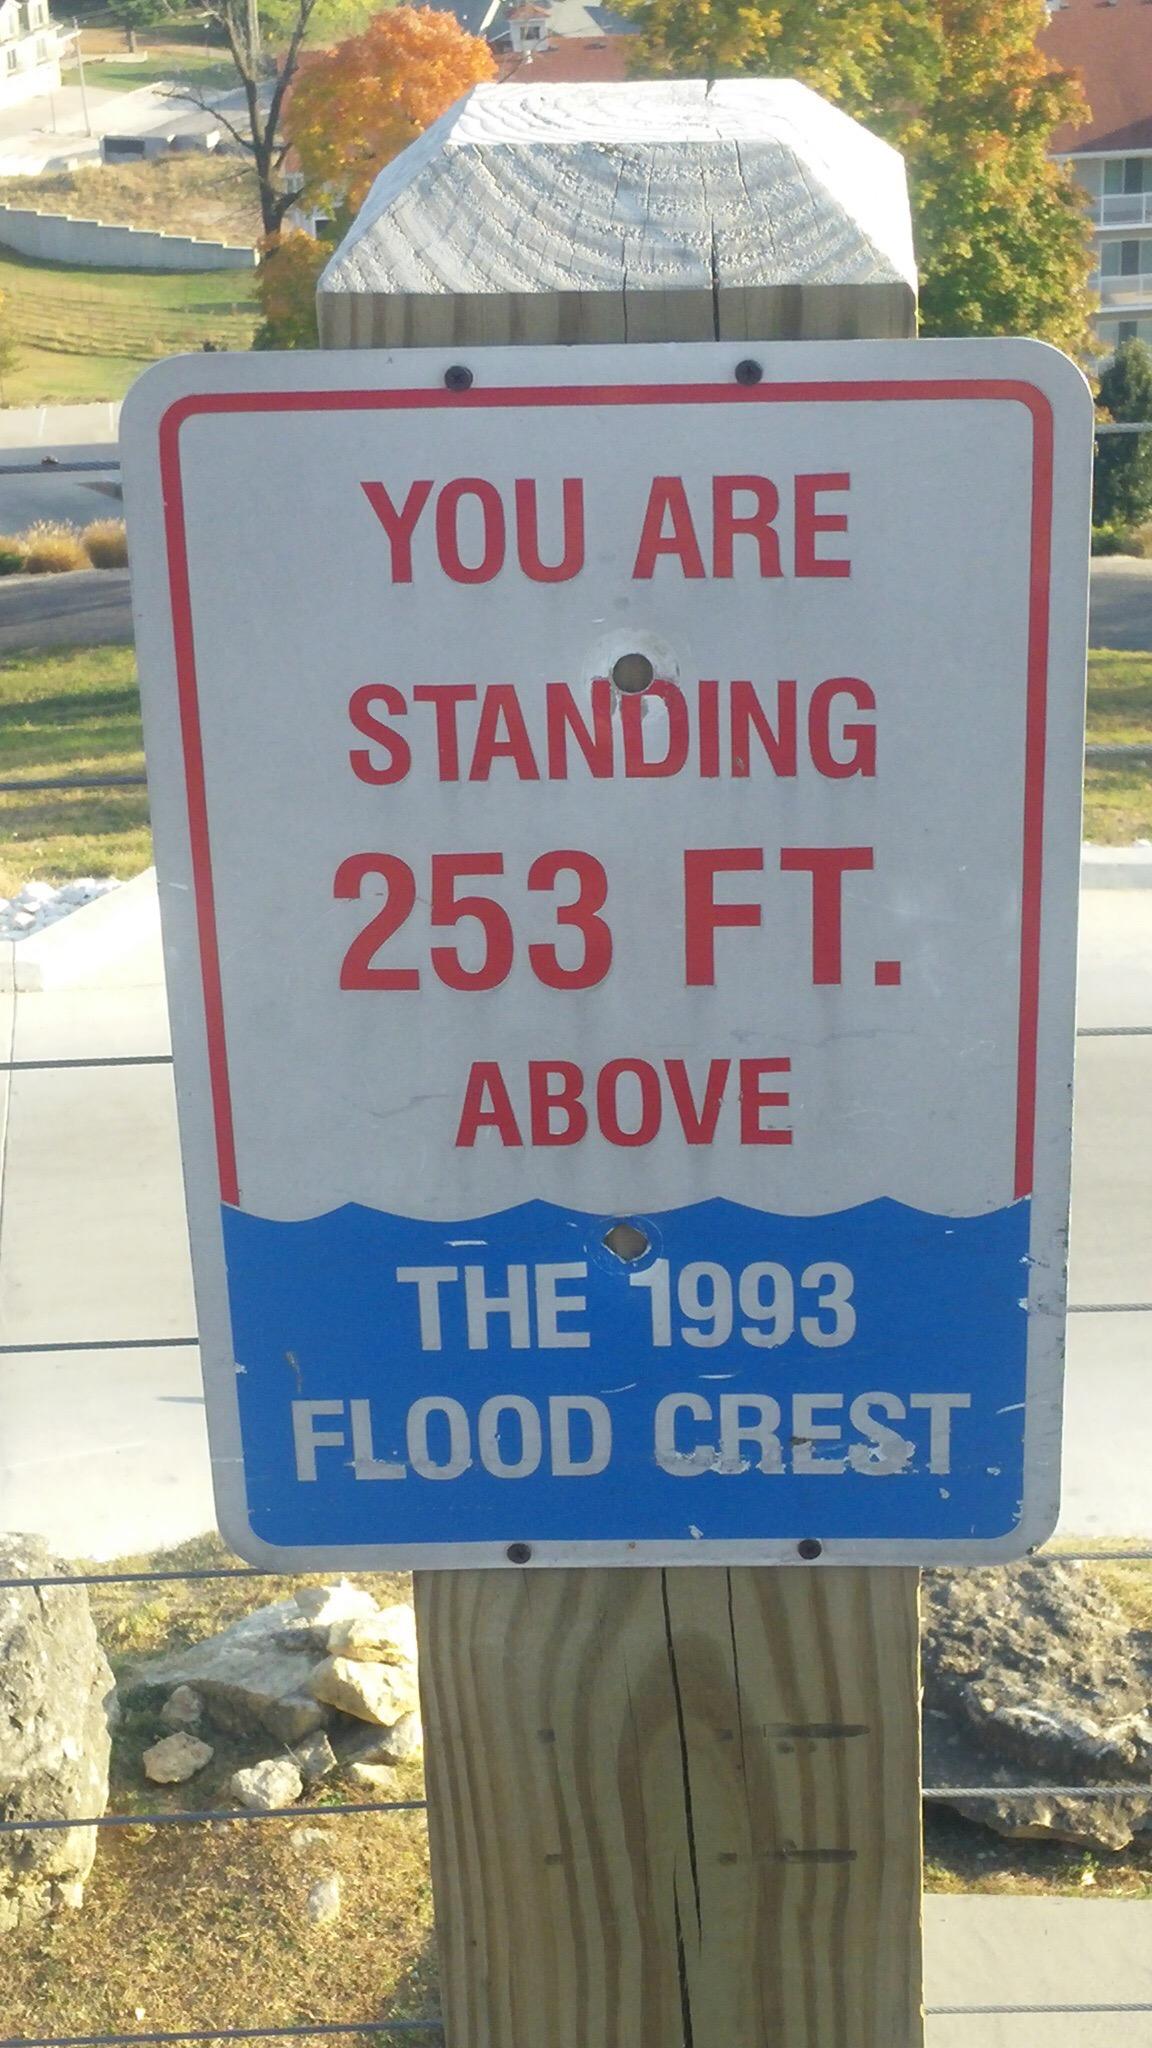 YOU ARE
STANDING
253 FT.
ABOVE
THE 1993
FLOOD CREST